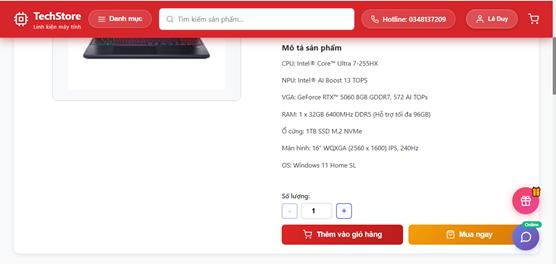 TechStore
Linh kiện máy tính
Danh mục
Tìm kiếm sản phẩm...
Hotline: 0348137209
Lê Duy
Mô tả sản phẩm
CPU: Intel® Core™ Ultra 7-255HX
NPU: Intel® AI Boost 13 TOPS
VGA: GeForce RTX™ 5060 8GB GDDR7, 572 AI TOPs
RAM: 1 x 32GB 6400MHz DDR5 (Hỗ trợ tối đa 96GB)
Ổ cứng: 1TB SSD M.2 NVMe
Màn hình: 16" WQXGA (2560 x 1600) IPS, 240Hz
OS: Windows 11 Home SL
Số lượng:
- 1 +
Online
Thêm vào giỏ hàng
Mua ngay